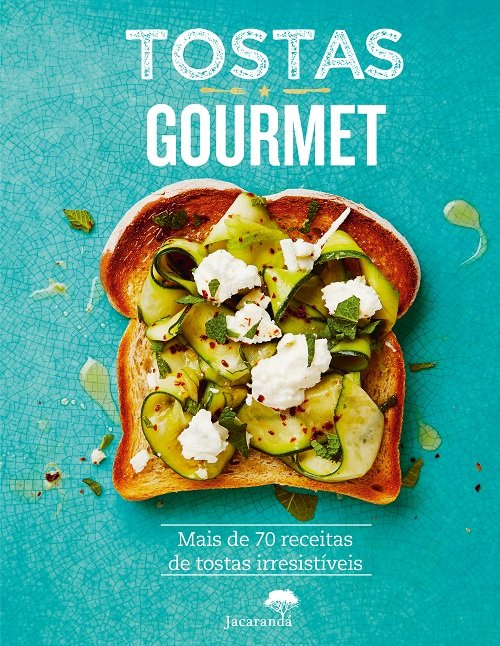 TOSTAS
GOURMET
Mais de 70 receitas
de tostas irresistíveis
Jacarandá